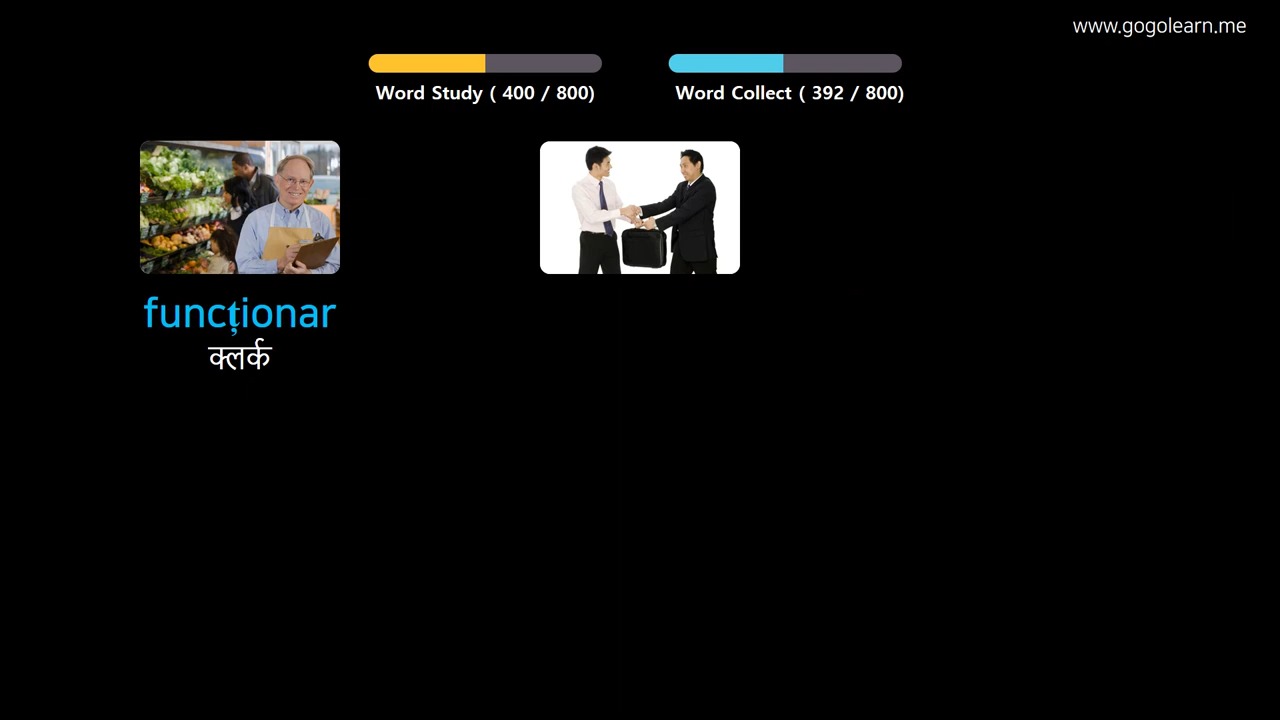 www.gogolearn.me
Word Study ( 400 / 800)
Word Collect ( 392 / 800)
funcționar
क्लर्क